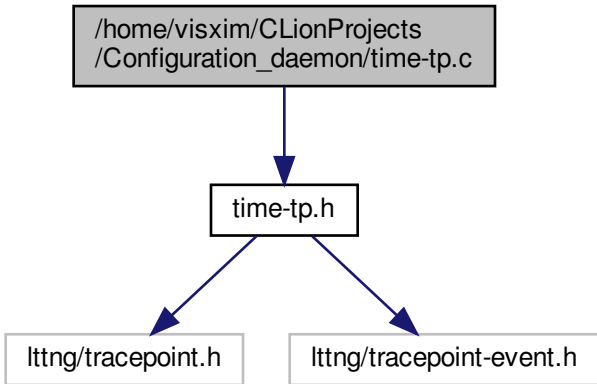 /home/visxim/CLionProjects
/Configuration_daemon/time-tp.c
time-tp.h
lttng/tracepoint.h
lttng/tracepoint-event.h